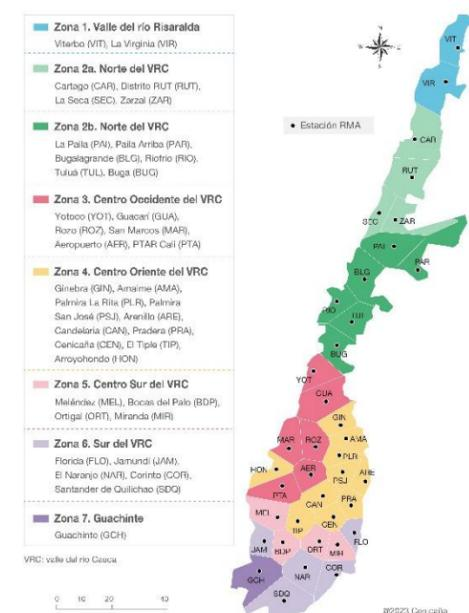 Zona 1. Valle del río Risaralda
Viterbo (VIT), La Virginia (VIR)
Zona 2a. Norte del VRC
Cartago (CAR), Distrito RUT (RUT),
La Seca (SEC), Zarzal (ZAR)
Zona 2b. Norte del VRC
La Paila (PAI), Paila Arriba (PAR),
Bugalagrande (BLG), Riofrío (RIO),
Tuluá (TUL), Buga (BUG)
Zona 3. Centro Occidente del VRC
Yotoco (YOT), Guacarí (GUA),
Rozo (ROZ), San Marcos (MAR),
Aeropuerto (AER), PTAR Cali (PTA)
Zona 4. Centro Oriente del VRC
Ginebra (GIN), Amaime (AMA),
Palmira La Rita (PLR), Palmira
San José (PSJ), Arenillo (ARE),
Candelaria (CAN), Pradera (PRA),
Cenicaña (CEN), El Tiple (TIP),
Arroyohondo (HON)
Zona 5. Centro Sur del VRC
Meléndez (MEL), Bocas del Palo (BDP),
Ortigal (ORT), Miranda (MIR)
Zona 6. Sur del VRC
Florida (FLO), Jamundí (JAM),
El Naranjo (NAR), Corinto (COR),
Santander de Quilichao (SDQ)
Zona 7. Guachinte
Guachinte (GCH)
VRC: valle del río Cauca
0 10 20 40
Estación RMA
VIT
VIR
CAR
RUT
SEC
ZAR
PAI
PAR
BLG
RIO
TUL
BUG
YOT
GUA
GIN
MAR
ROZ
AMA
PLR
HON
AER
PSJ
ARE
PTA
CAN
PRA
MEL
TIP
CEN
FLO
JAM
BDP
ORT
MIR
GCH
NAR
COR
SDQ
©2023 Cenicaña